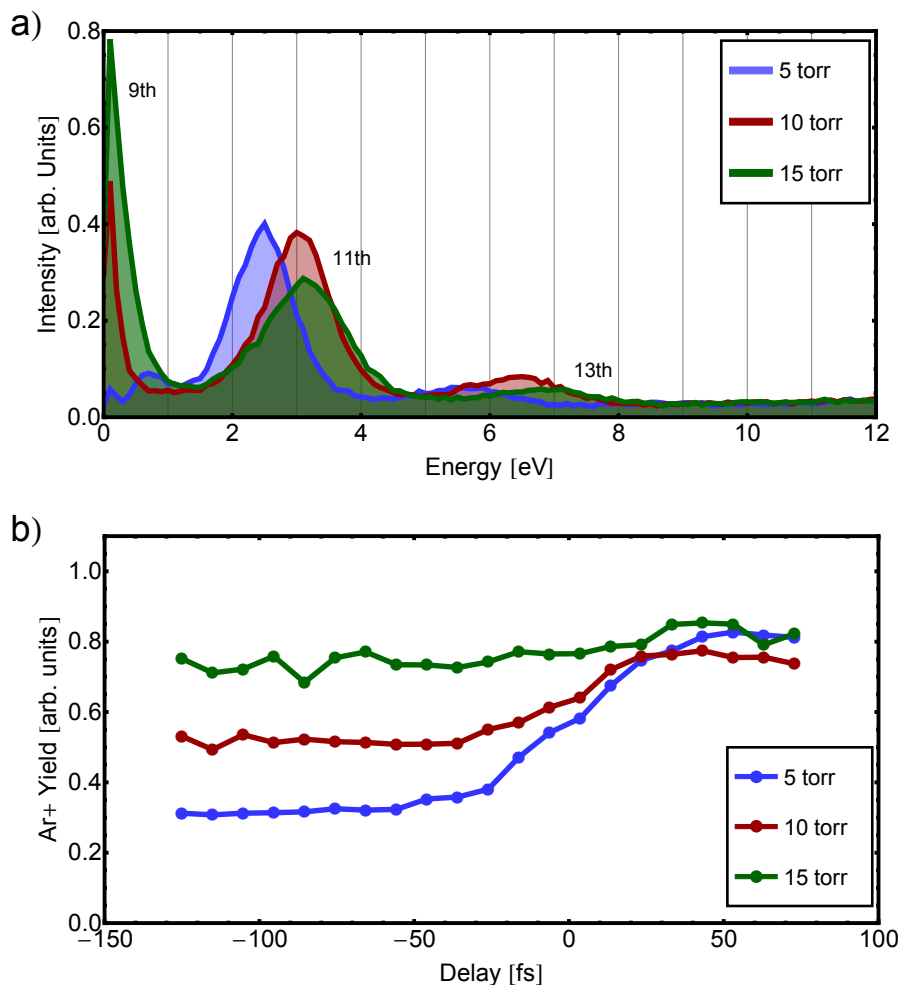 a)
Intensity [arb. Units]
0.8
0.6
0.4
0.2
0.0
9th
11th
13th
5 torr
10 torr
15 torr
0 2 4 6 8 10 12
Energy [eV]
b)
Ar+ Yield [arb. units]
1.0
0.8
0.6
0.4
0.2
0.0
5 torr
10 torr
15 torr
−150 −100 −50 0 50 100
Delay [fs]